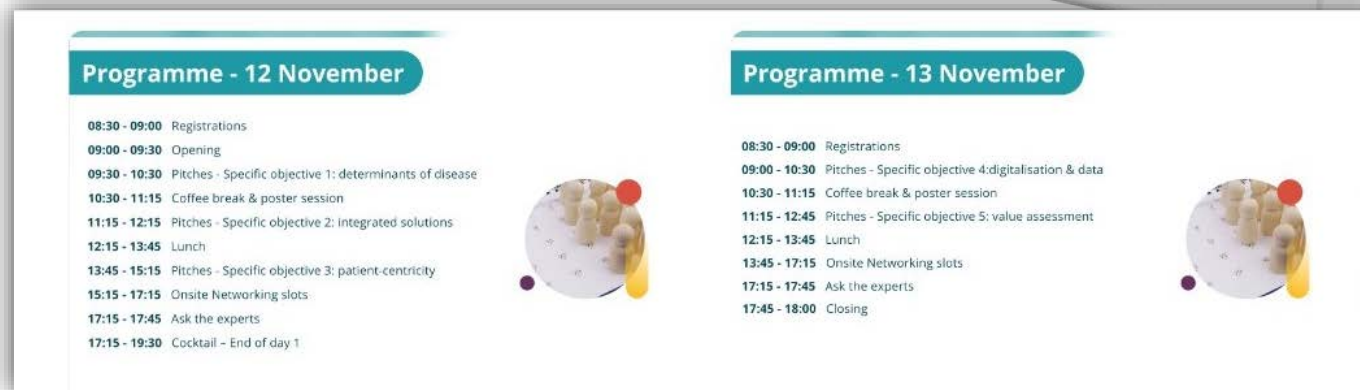 Programme - 12 November
08:30 - 09:00 Registrations
09:00 - 09:30 Opening
09:30 - 10:30 Pitches - Specific objective 1: determinants of disease
10:30 - 11:15 Coffee break & poster session
11:15 - 12:15 Pitches - Specific objective 2: integrated solutions
12:15 - 13:45 Lunch
13:45 - 15:15 Pitches - Specific objective 3: patient-centricity
15:15 - 17:15 Onsite Networking slots
17:15 - 17:45 Ask the experts
17:15 - 19:30 Cocktail – End of day 1
Programme - 13 November
08:30 - 09:00 Registrations
09:00 - 10:30 Pitches - Specific objective 4:digitalisation & data
10:30 - 11:15 Coffee break & poster session
11:15 - 12:45 Pitches - Specific objective 5: value assessment
12:15 - 13:45 Lunch
13:45 - 17:15 Onsite Networking slots
17:15 - 17:45 Ask the experts
17:45 - 18:00 Closing